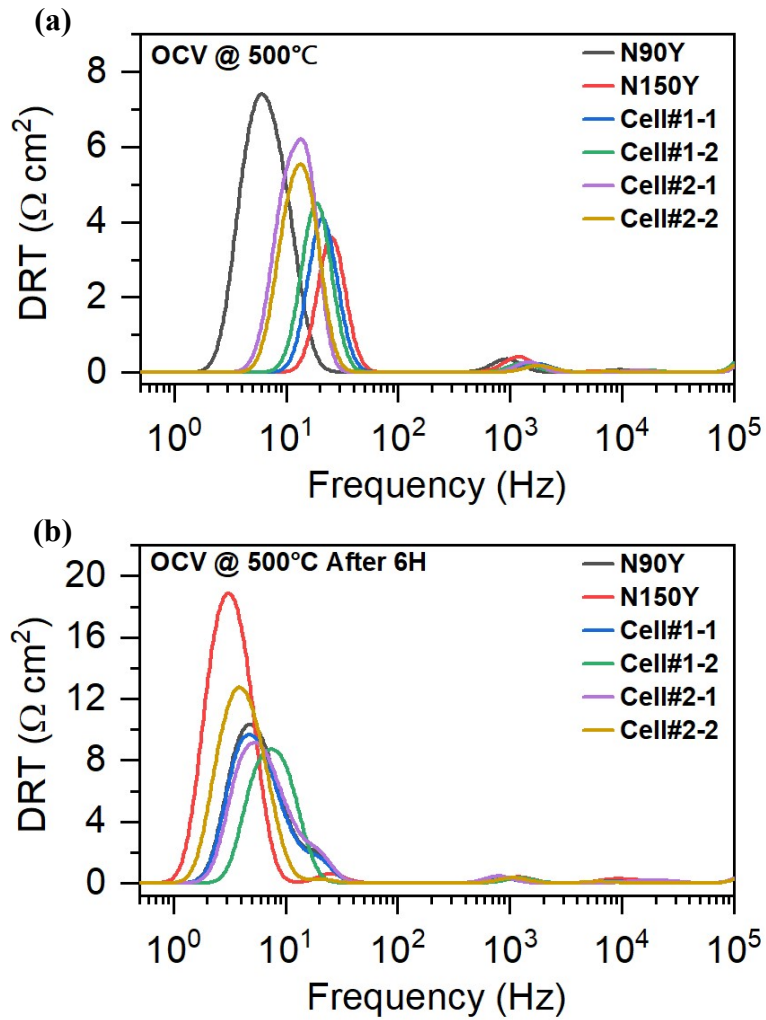 (a)
OCV @ 500℃
N90Y
N150Y
Cell#1-1
Cell#1-2
Cell#2-1
Cell#2-2
8
6
4
2
0
DRT (Ω cm²)
10⁰ 10¹ 10² 10³ 10⁴ 10⁵
Frequency (Hz)
(b)
OCV @ 500°C After 6H
N90Y
N150Y
Cell#1-1
Cell#1-2
Cell#2-1
Cell#2-2
20
16
12
8
4
0
DRT (Ω cm²)
10⁰ 10¹ 10² 10³ 10⁴ 10⁵
Frequency (Hz)